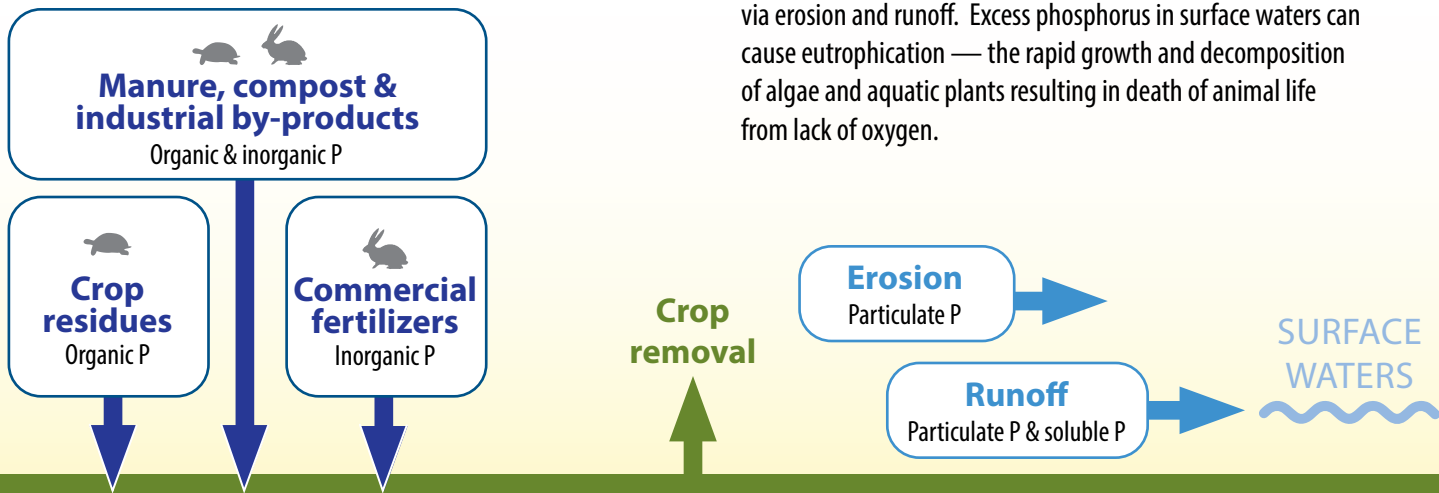 via erosion and runoff. Excess phosphorus in surface waters can
cause eutrophication — the rapid growth and decomposition
of algae and aquatic plants resulting in death of animal life
from lack of oxygen.
Manure, compost &
industrial by-products
Organic & inorganic P
Crop
residues
Organic P
Commercial
fertilizers
Inorganic P
Crop
removal
Erosion
Particulate P
Runoff
Particulate P & soluble P
SURFACE
WATERS